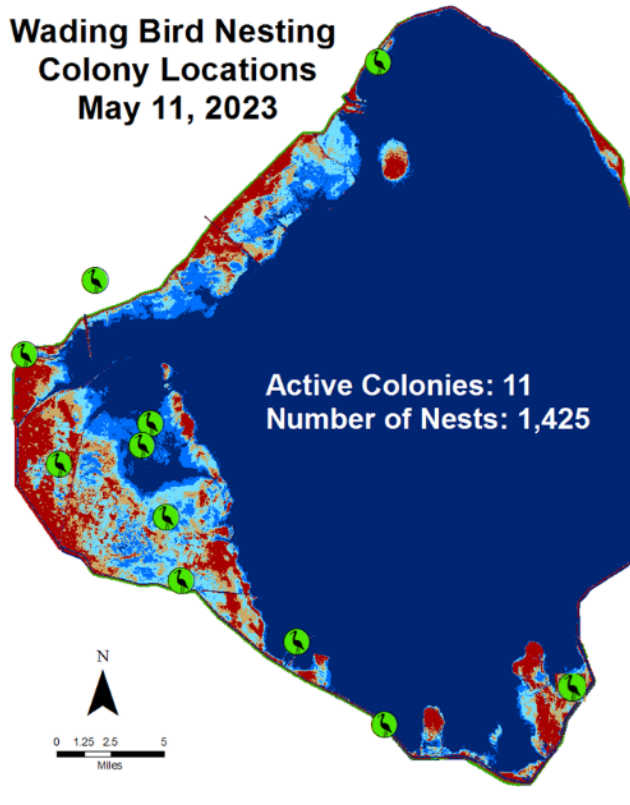 Wading Bird Nesting
Colony Locations
May 11, 2023
Active Colonies: 11
Number of Nests: 1,425
N
0 1.25 2.5 5
Miles